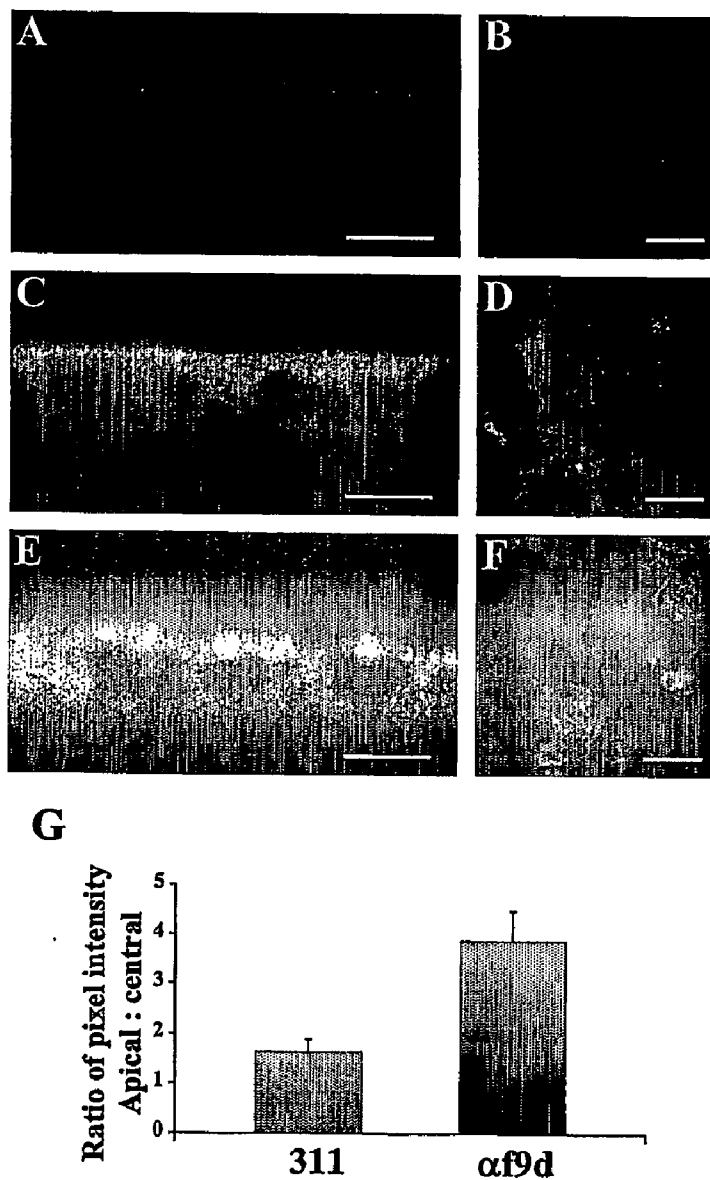 A
B
C
D
E
F
G
Ratio of pixel intensity
Apical : central
5
4
3
2
1
0
311
αf9d